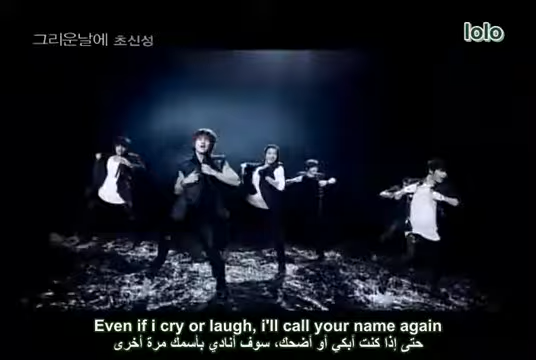 그리운날에 초신성
lolo
Even if i cry or laugh, i'll call your name again
حتى إذا كنت أبكي أو أضحك، سوف أنادي بأسمك مرة أخرى